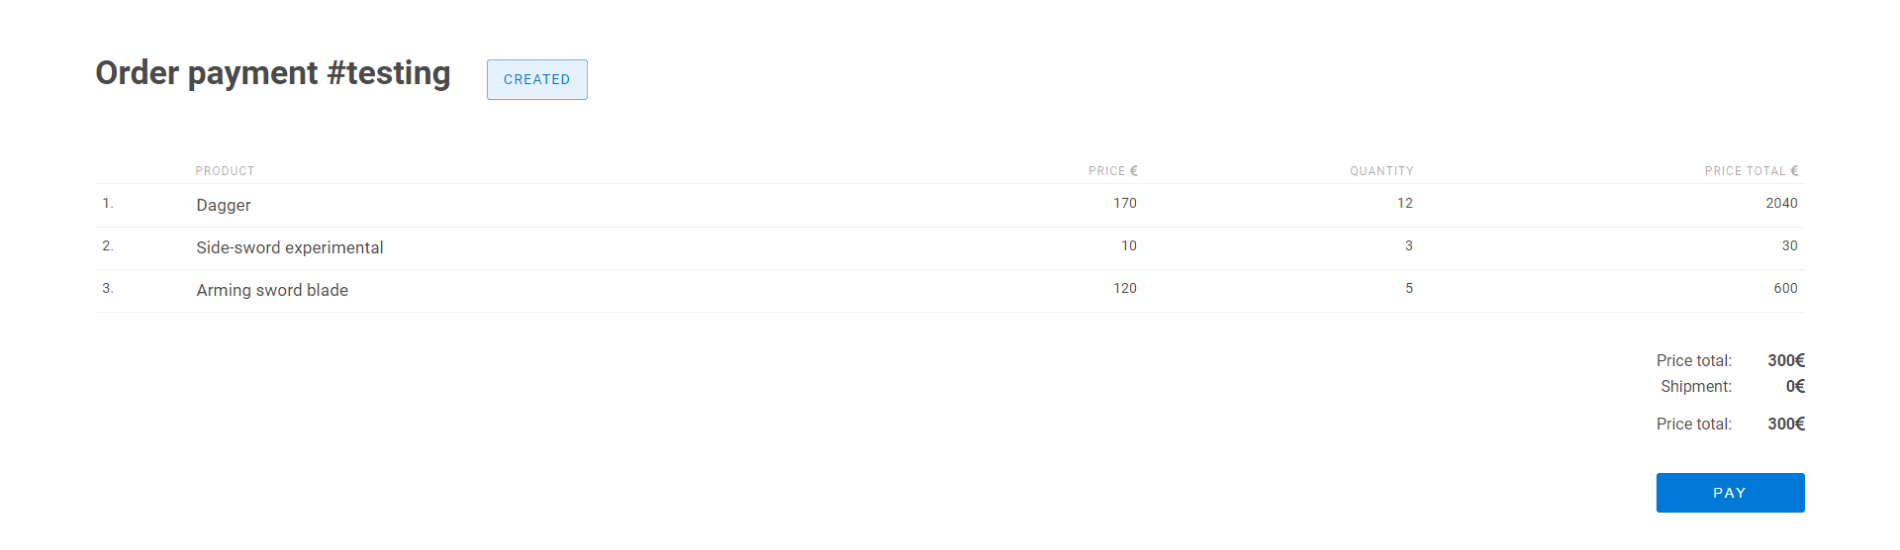 Order payment #testing CREATED
PRODUCT PRICE € QUANTITY PRICE TOTAL €
1. Dagger 170 12 2040
2. Side-sword experimental 10 3 30
3. Arming sword blade 120 5 600
Price total: 300€
Shipment: 0€
Price total: 300€
PAY